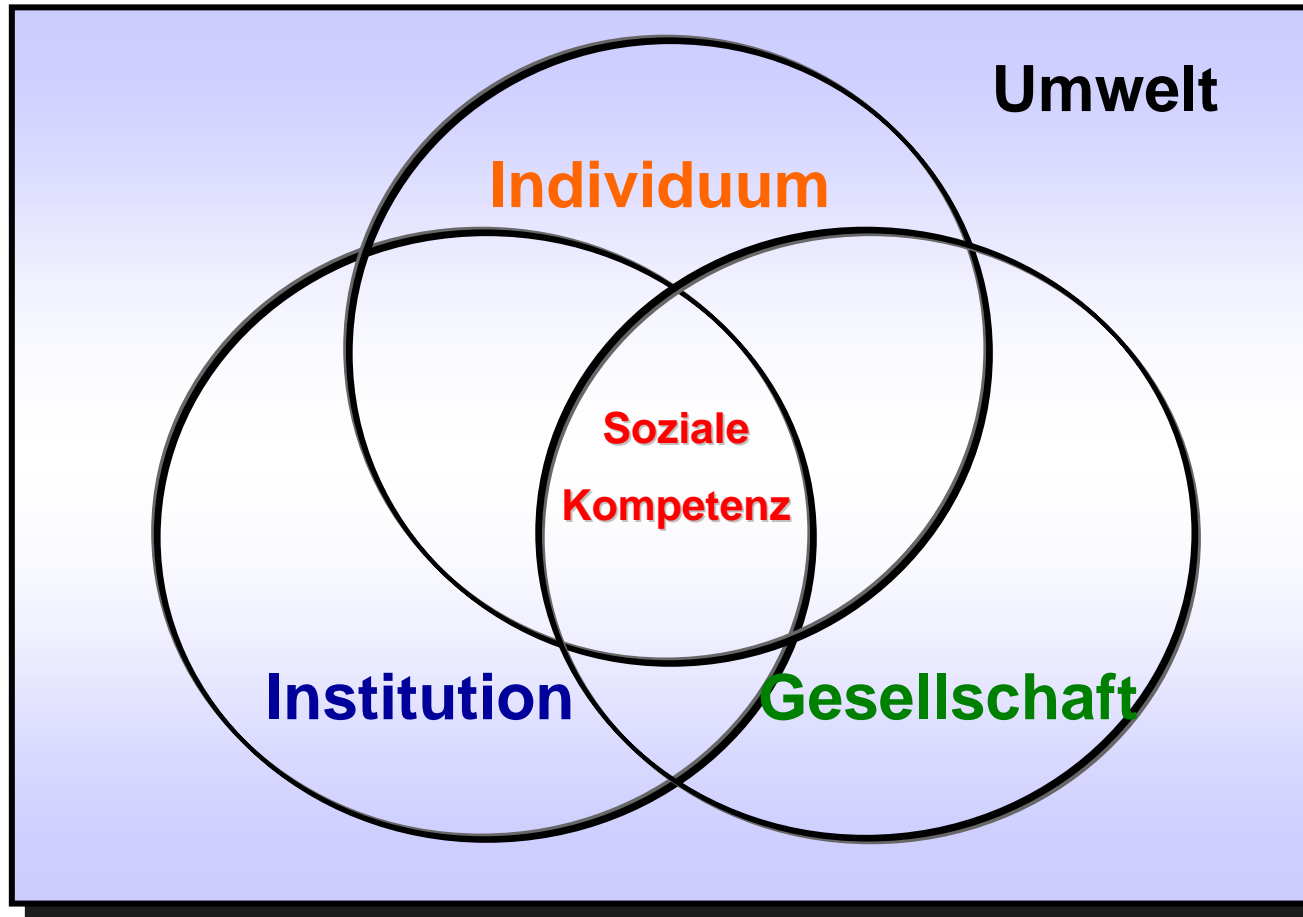 Umwelt
Individuum
Soziale
Kompetenz
Institution
Gesellschaft